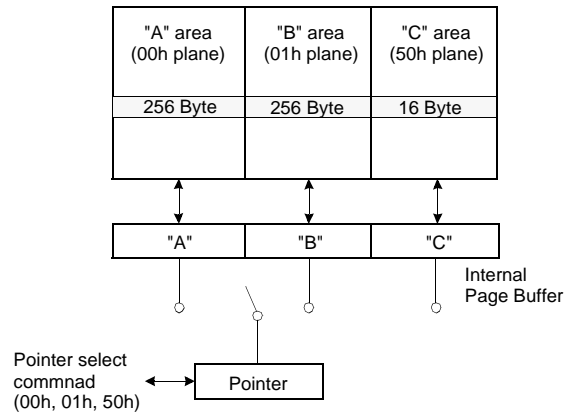 "A" area
(00h plane)
"B" area
(01h plane)
"C" area
(50h plane)
256 Byte
256 Byte
16 Byte
"A"
"B"
"C"
Internal
Page Buffer
Pointer select
commnad
(00h, 01h, 50h)
Pointer